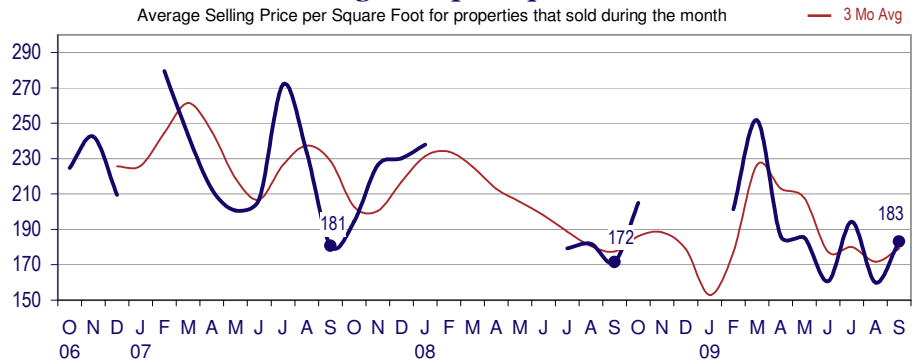 Average Selling Price per Square Foot for properties that sold during the month
3 Mo Avg
290
270
250
230
210
190
170
150
181
172
183
O N D J F M A M J J A S O N D J F M A M J J A S O N D J F M A M J J A S
06 07 08 09